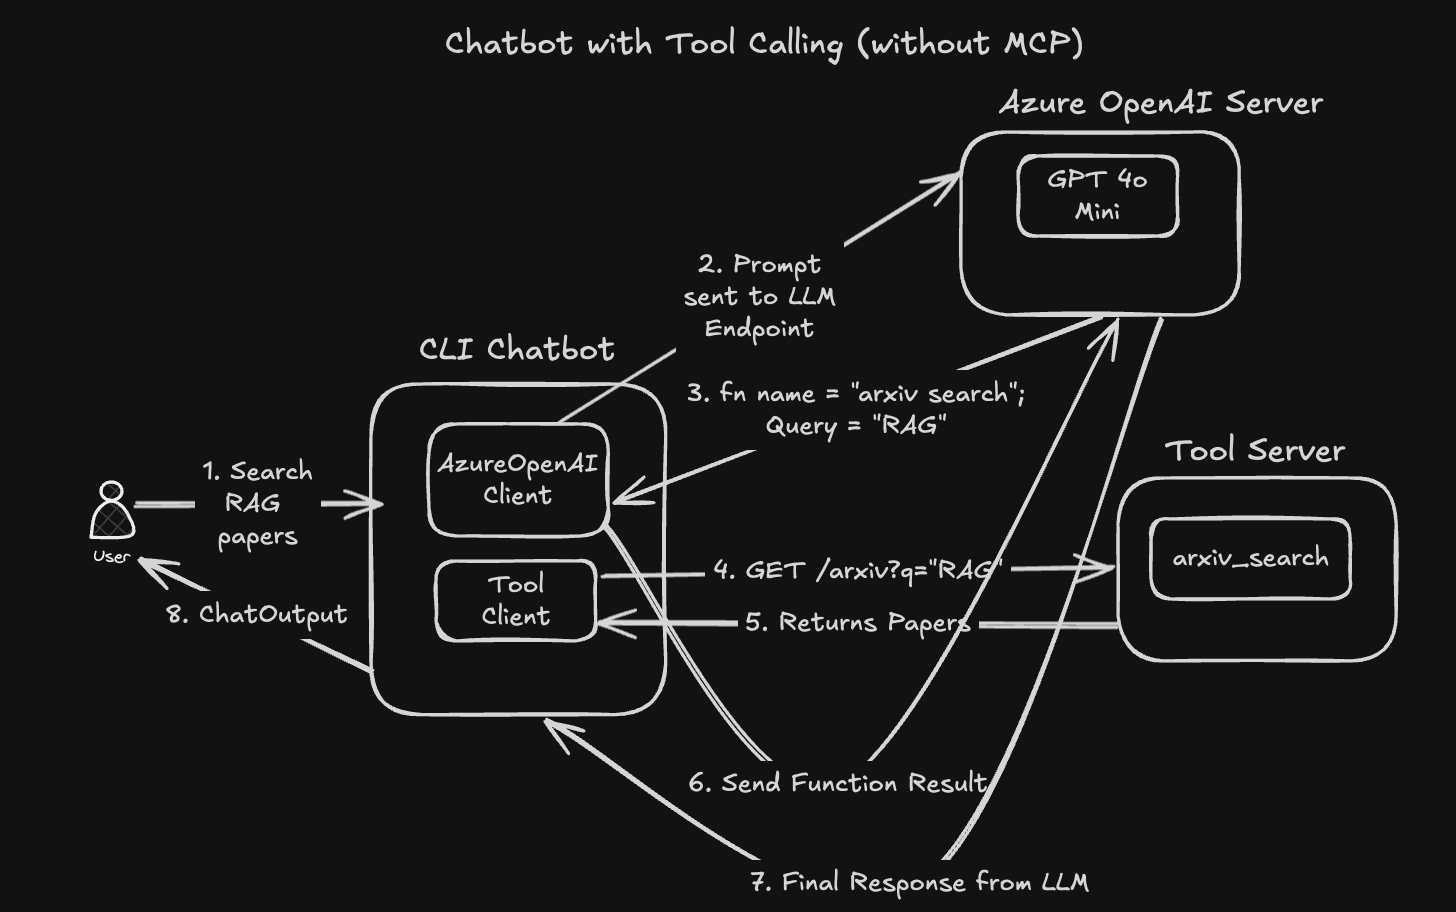 Chatbot with Tool Calling (without MCP)
Azure OpenAI Server
GPT 4o
Mini
2. Prompt
sent to LLM
Endpoint
CLI Chatbot
3. fn name = "arxiv search";
Query = "RAG"
AzureOpenAI
Client
Tool Server
1. Search
RAG
papers
User
arxiv_search
4. GET /arxiv?q="RAG"
Tool
Client
5. Returns Papers
8. ChatOutput
6. Send Function Result
7. Final Response from LLM